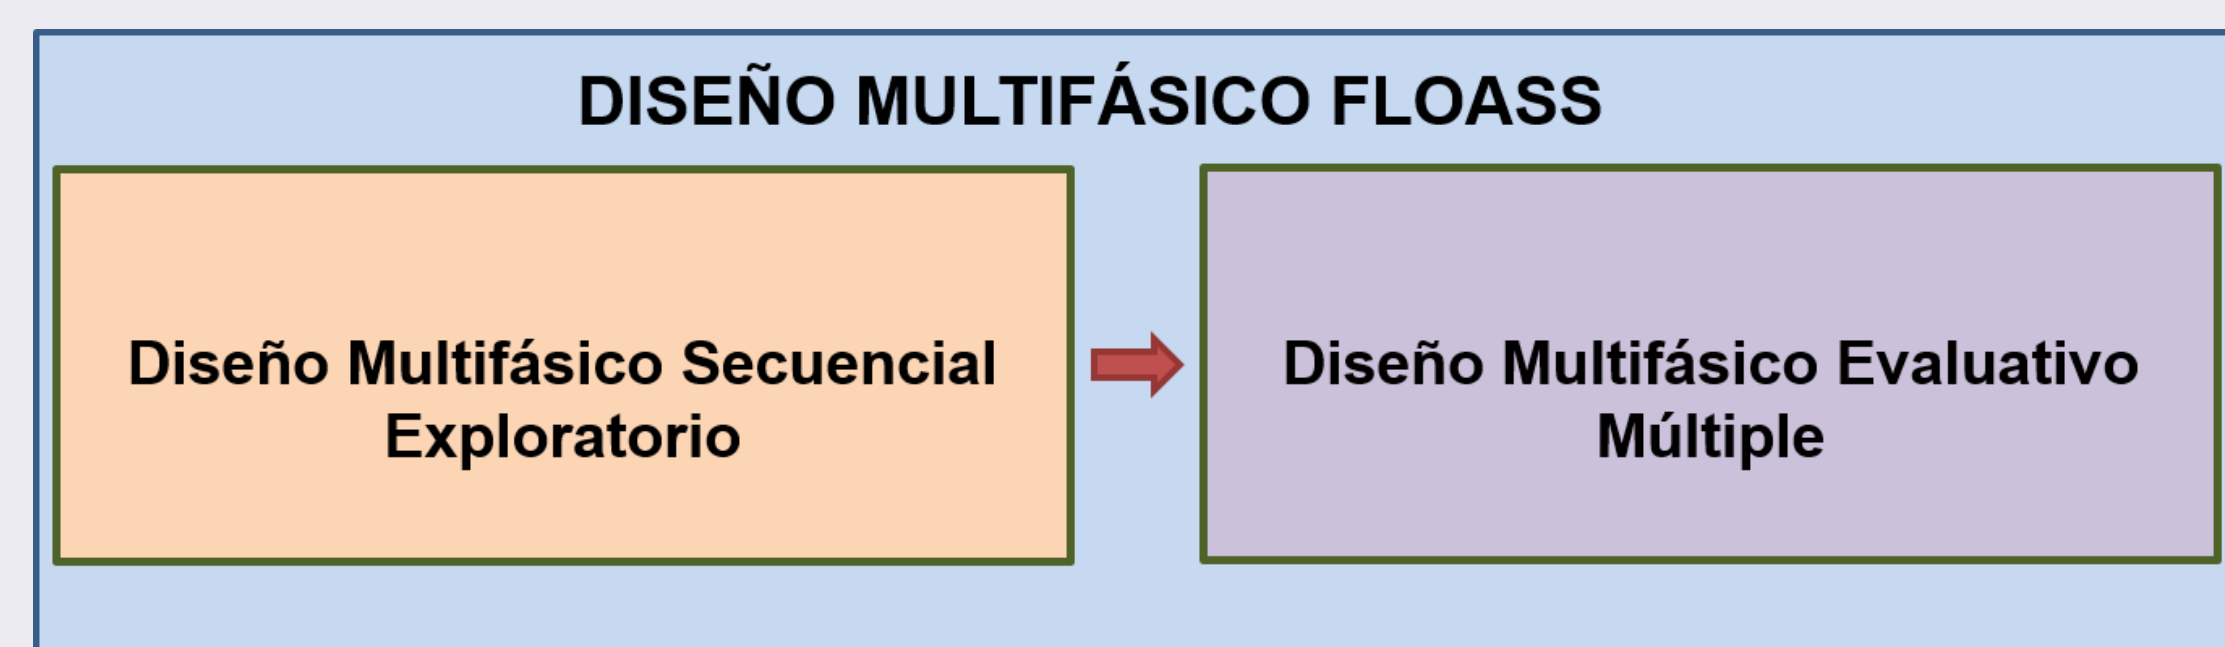 DISEÑO MULTIFÁSICO FLOASS
Diseño Multifásico Secuencial
Exploratorio
Diseño Multifásico Evaluativo
Múltiple